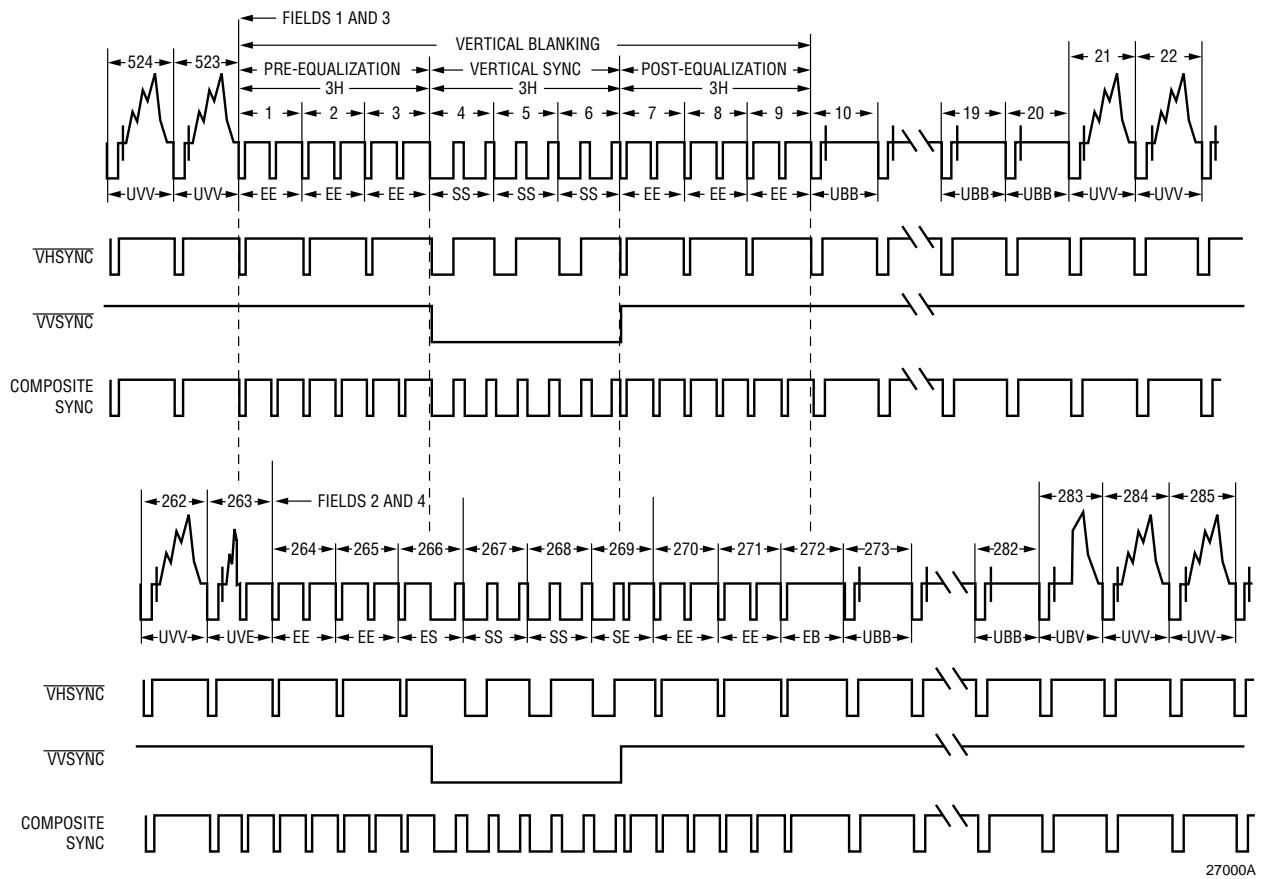 FIELDS 1 AND 3
VERTICAL BLANKING
524 523 PRE-EQUALIZATION VERTICAL SYNC POST-EQUALIZATION 21 22
3H 3H 3H
1 2 3 4 5 6 7 8 9 10 19 20
UVV UVV EE EE EE SS SS SS EE EE EE UBB UBB UBB UVV UVV
VHSYNC
VVSYNC
COMPOSITE
SYNC
262 263 FIELDS 2 AND 4 283 284 285
264 265 266 267 268 269 270 271 272 273 282
UVV UVE EE EE ES SS SS SE EE EE EB UBB UBB UBV UVV UVV
VHSYNC
VVSYNC
COMPOSITE
SYNC
27000A